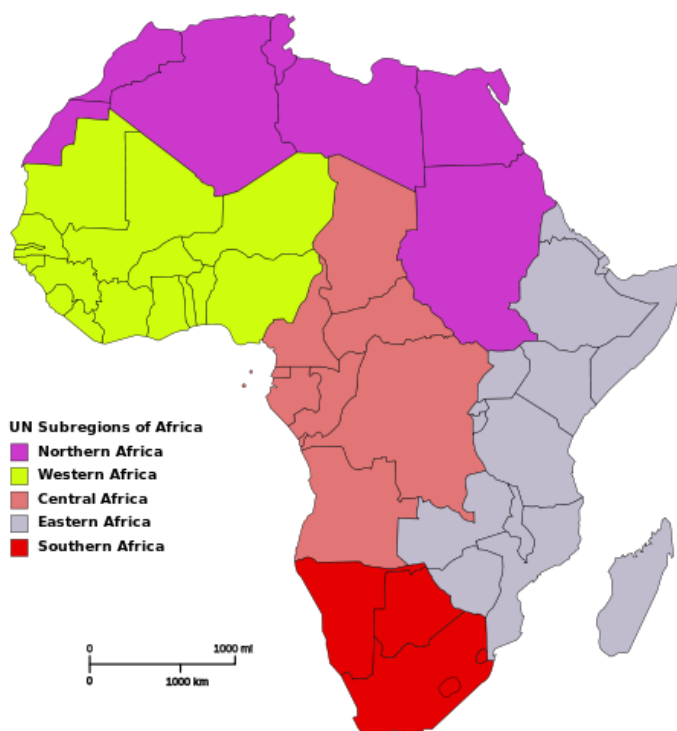 UN Subregions of Africa
Northern Africa
Western Africa
Central Africa
Eastern Africa
Southern Africa
0 1000 mi
0 1000 km